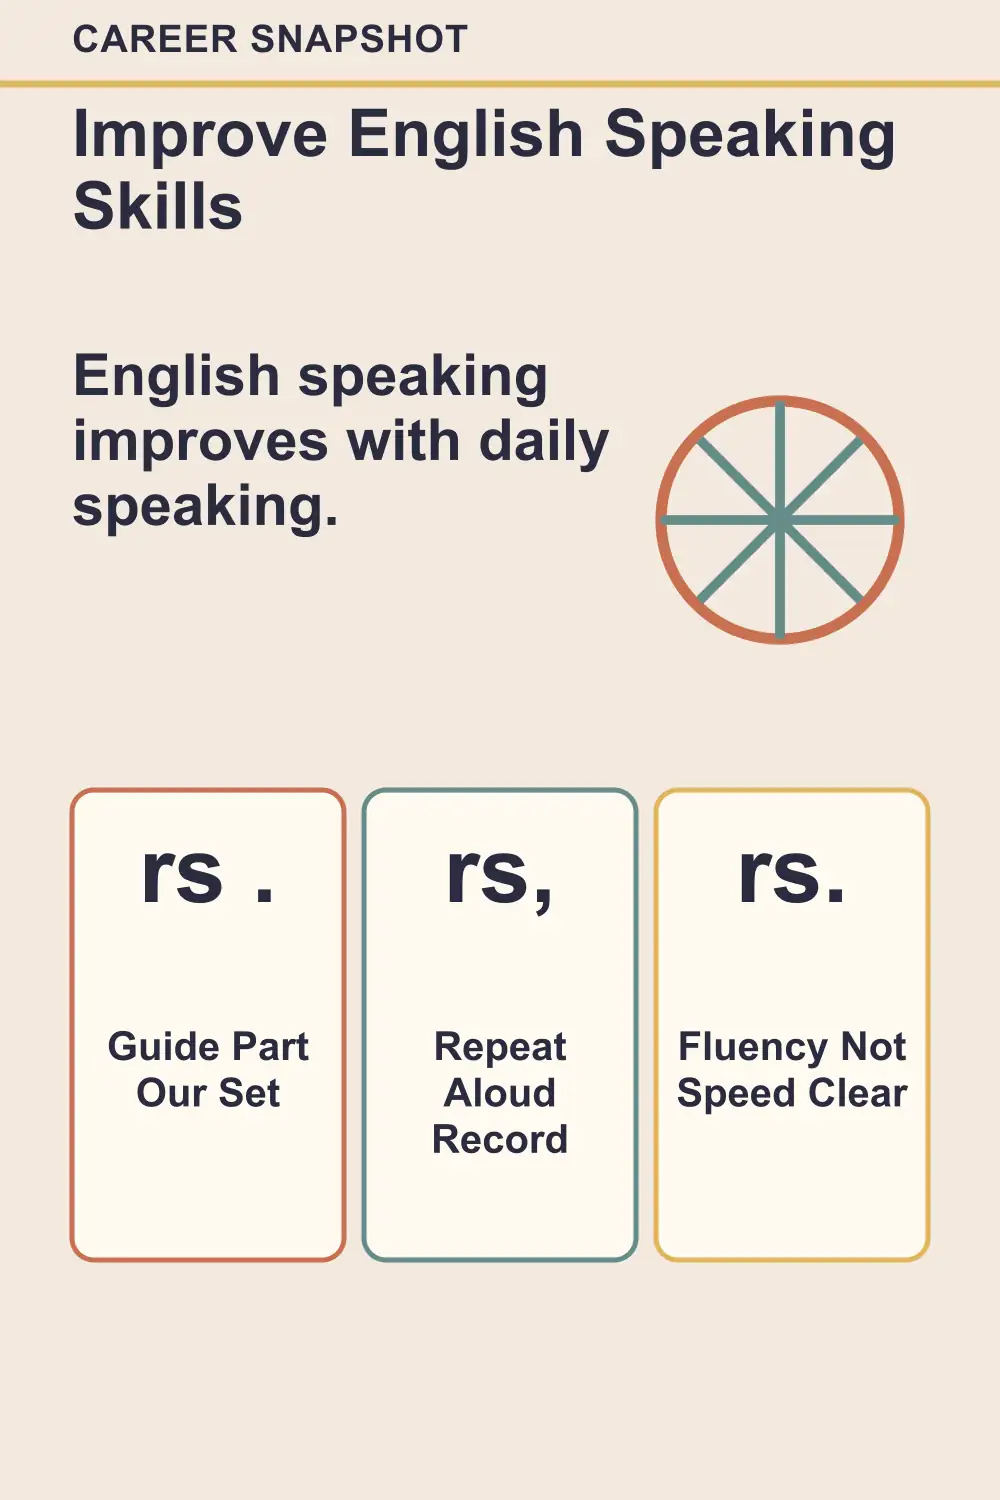 CAREER SNAPSHOT
Improve English Speaking
Skills
English speaking
improves with daily
speaking.
rs .
Guide Part
Our Set
rs,
Repeat
Aloud
Record
rs.
Fluency Not
Speed Clear